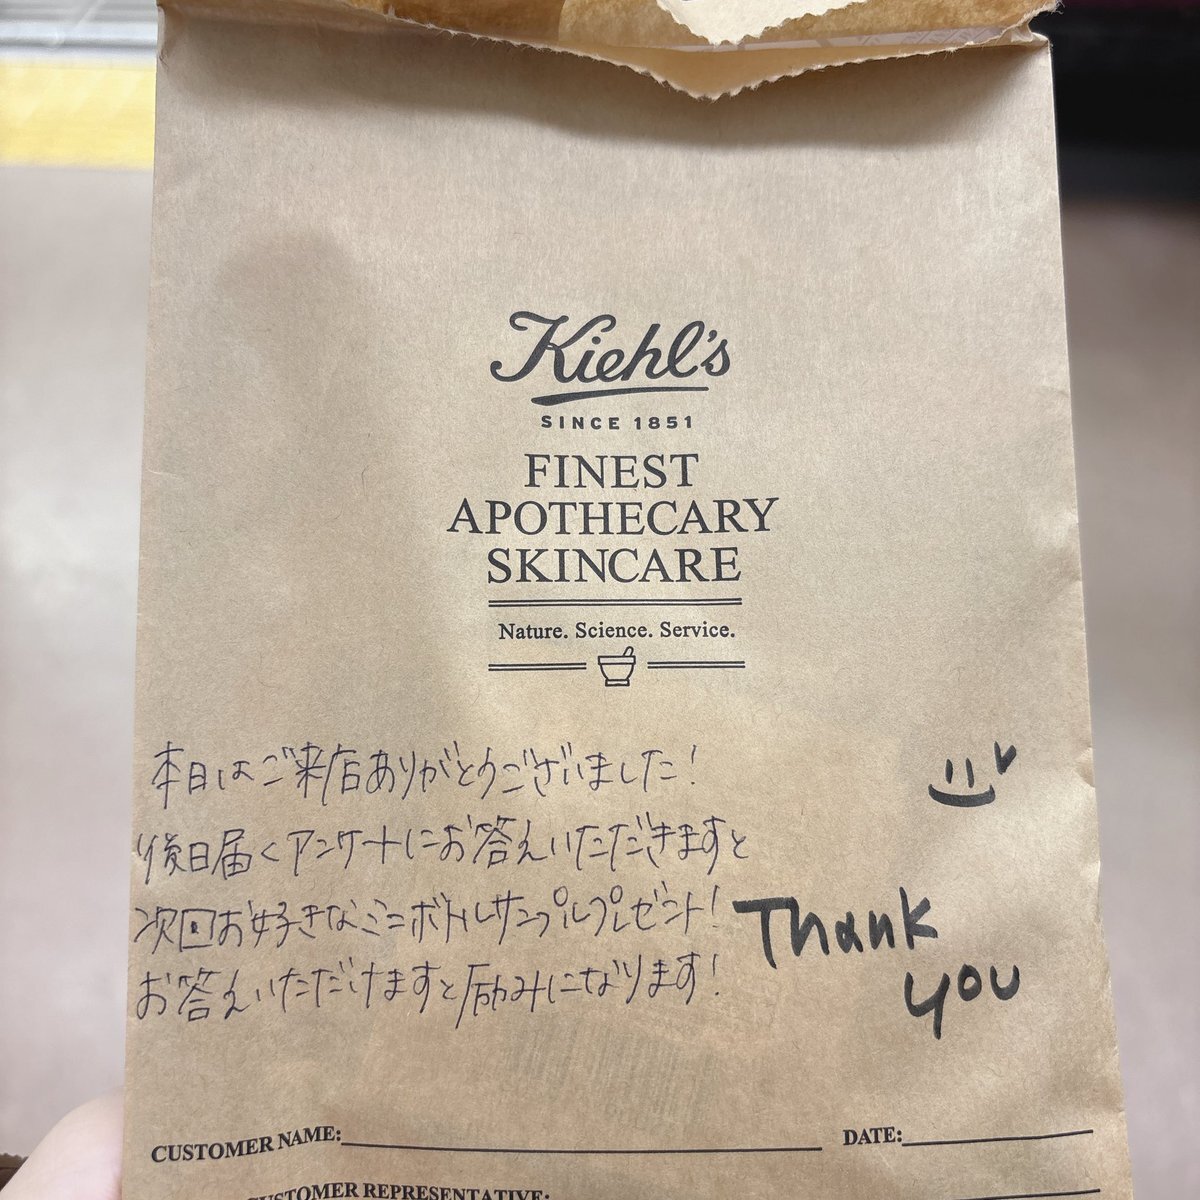 Kiehl's
SINCE 1851
FINEST
APOTHECARY
SKINCARE
Nature. Science. Service.
本日はご来店ありがとうございました!
後日届くアンケートにお答えいただきますと
次回お好きなミニボトルサンプルプレゼント!
お答えいただけますと励みになります!
Thank
you
CUSTOMER NAME:
DATE:
CUSTOMER REPRESENTATIVE: